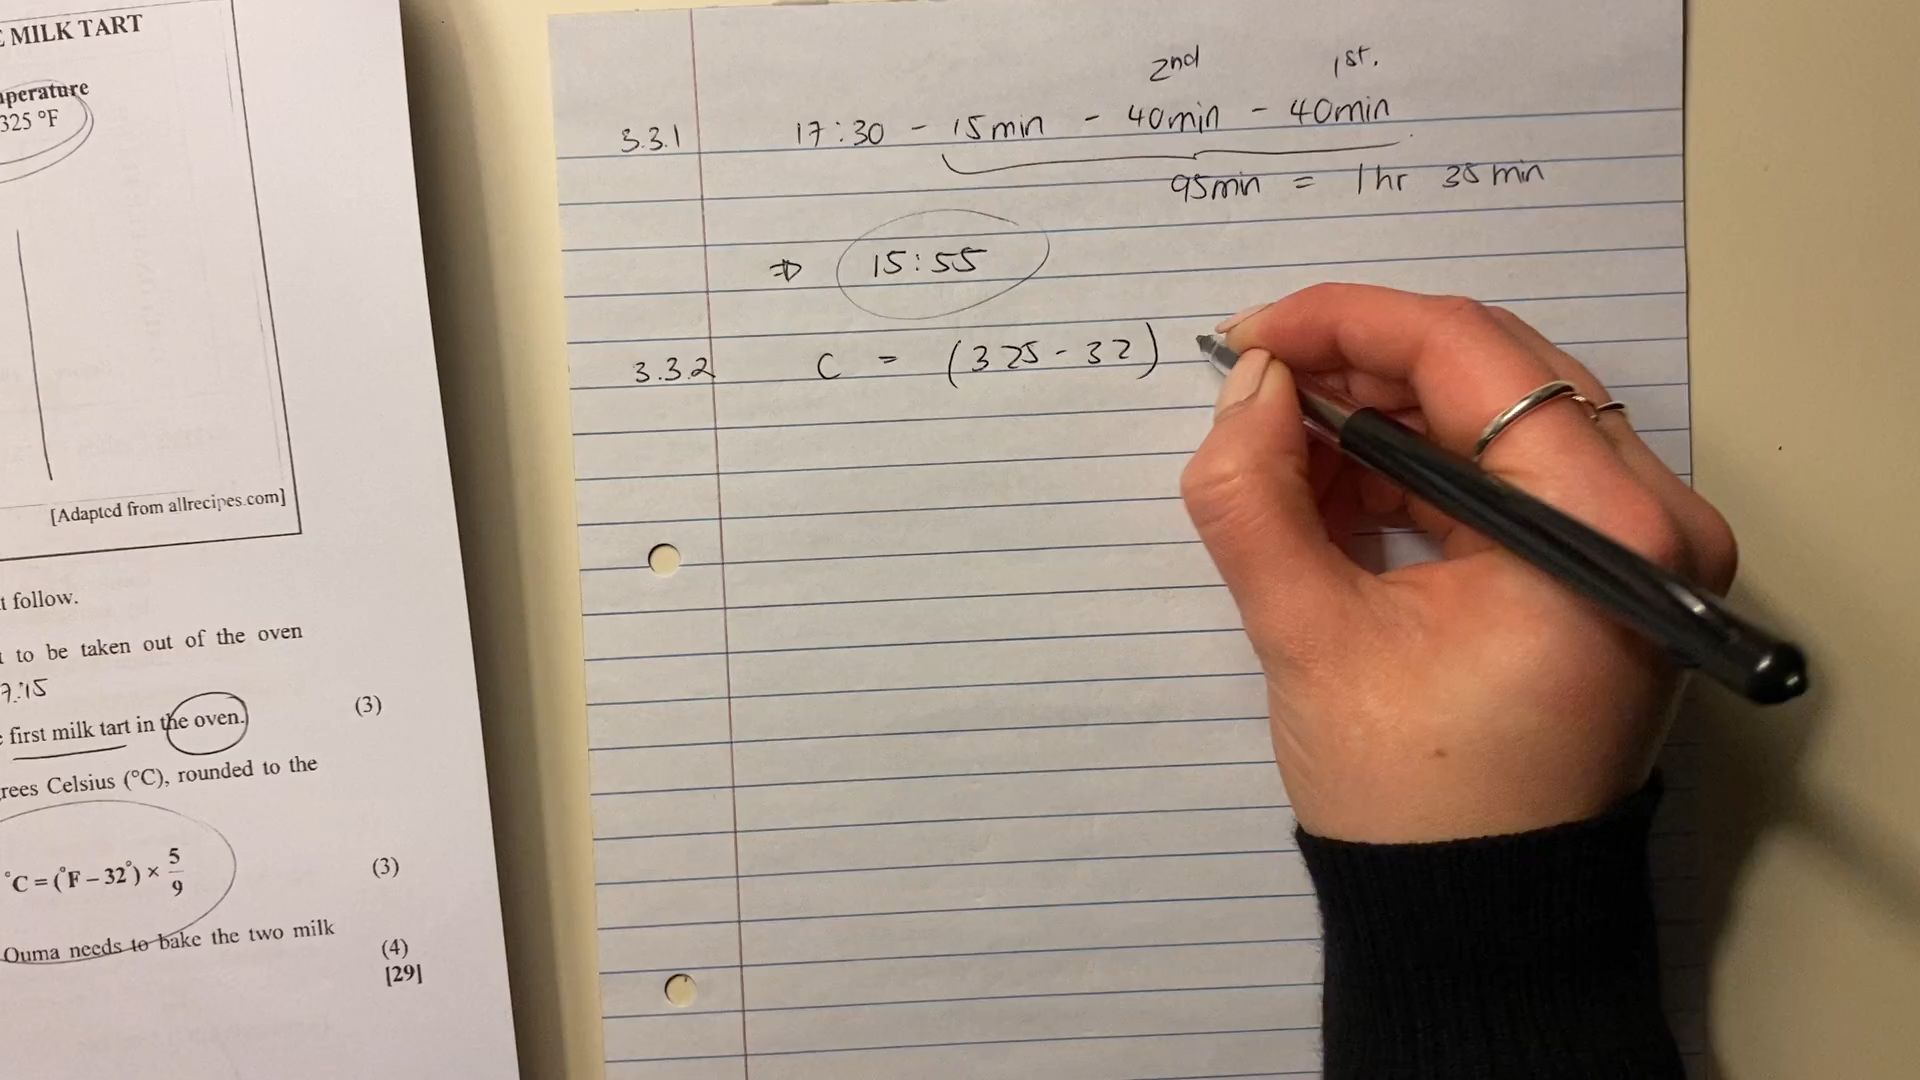 E MILK TART
mperature
325 °F
[Adapted from allrecipes.com]
t follow.
to be taken out of the oven
7:15
first milk tart in the oven.
(3)
rees Celsius (°C), rounded to the
°C = (°F – 32°) × 5/9
(3)
Ouma needs to bake the two milk
(4)
[29]
2nd 1st.
3.3.1 17:30 - 15min - 40min - 40min
95min = 1hr 35min
⇒ 15:55
3.3.2 C = (325 - 32)